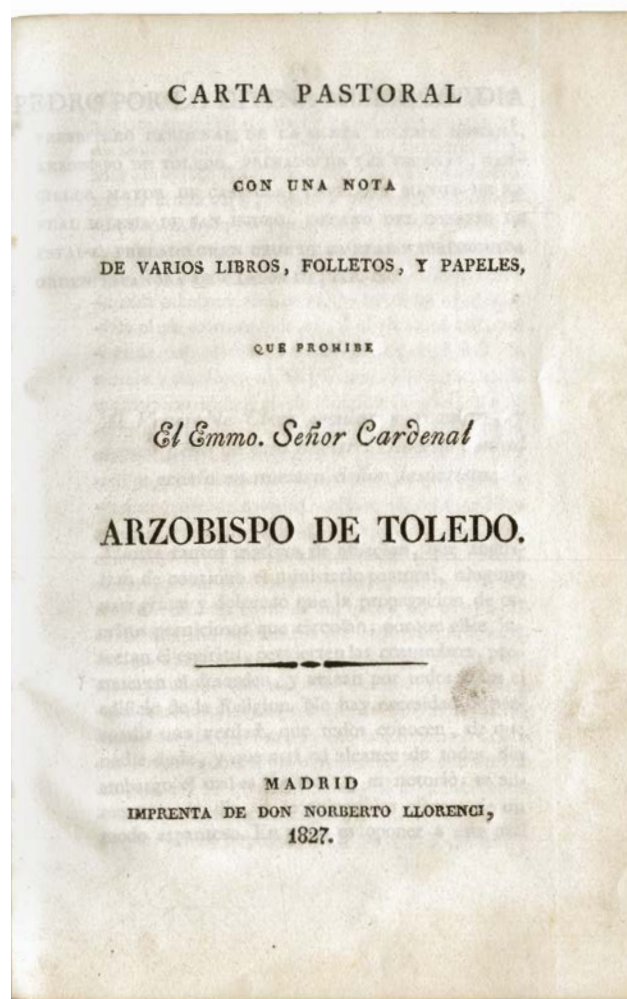 CARTA PASTORAL
CON UNA NOTA
DE VARIOS LIBROS, FOLLETOS, Y PAPELES,
QUE PROHIBE
El Emmo. Señor Cardenal
ARZOBISPO DE TOLEDO.
MADRID
IMPRENTA DE DON NORBERTO LLORENCI,
1827.